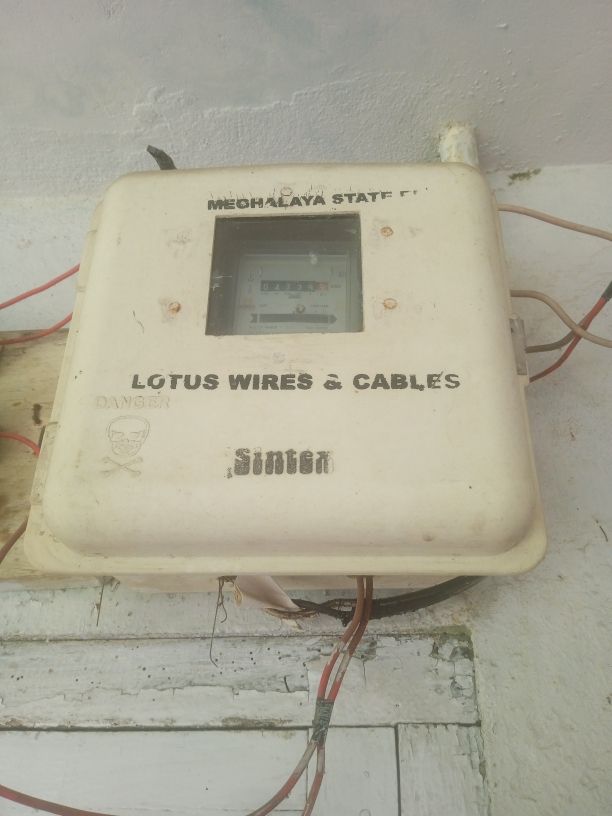 MEGHALAYA STATE
LOTUS WIRES & CABLES
DANGER
Sintex